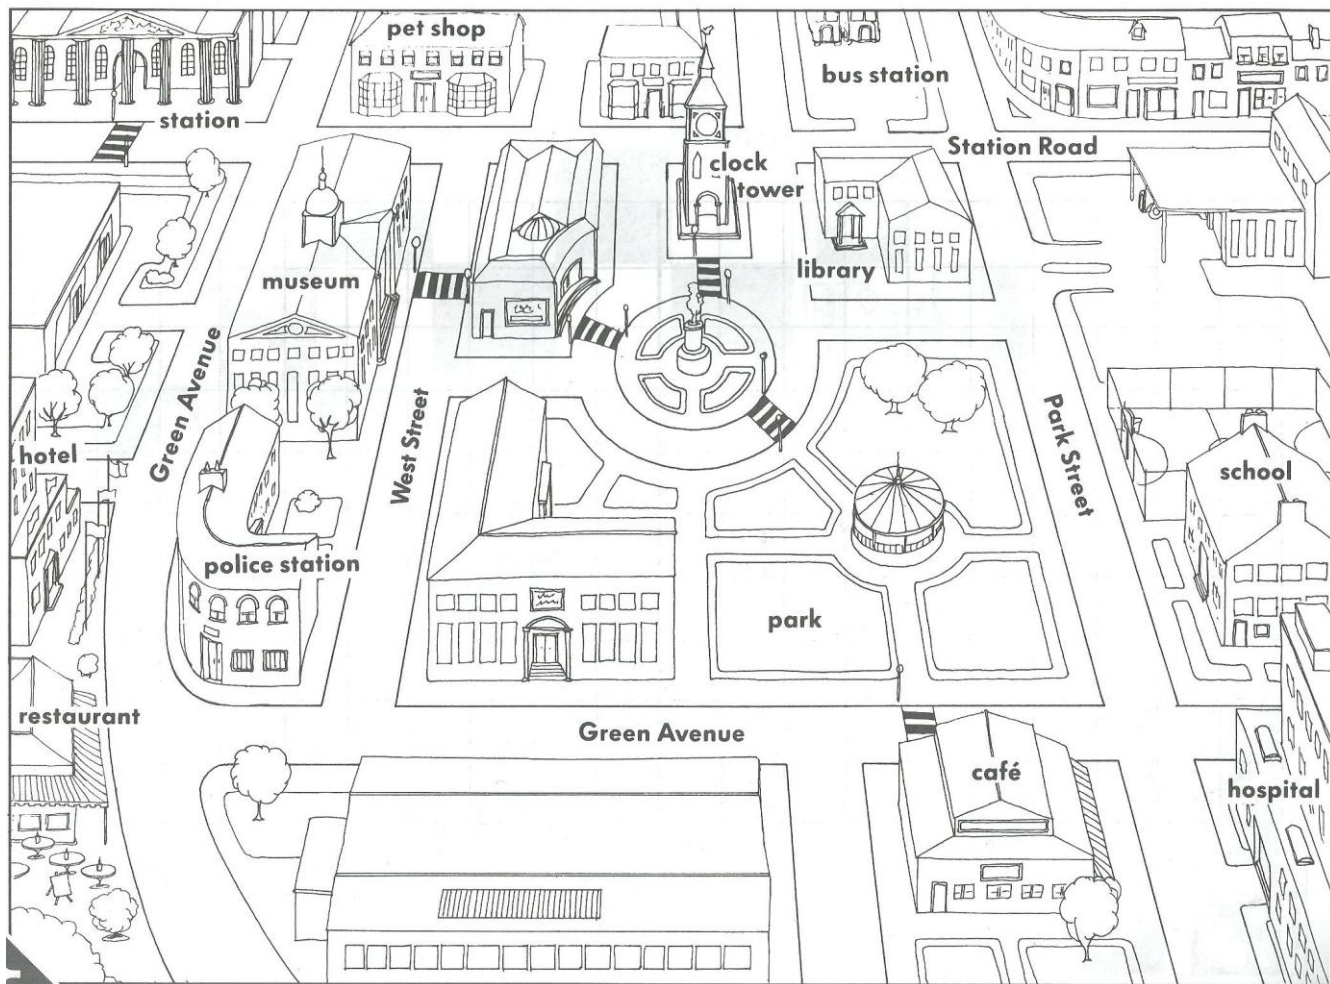 pet shop
bus station
station
Station Road
clock
tower
library
museum
Green Avenue
West Street
Park Street
hotel
school
police station
park
restaurant
Green Avenue
café
hospital